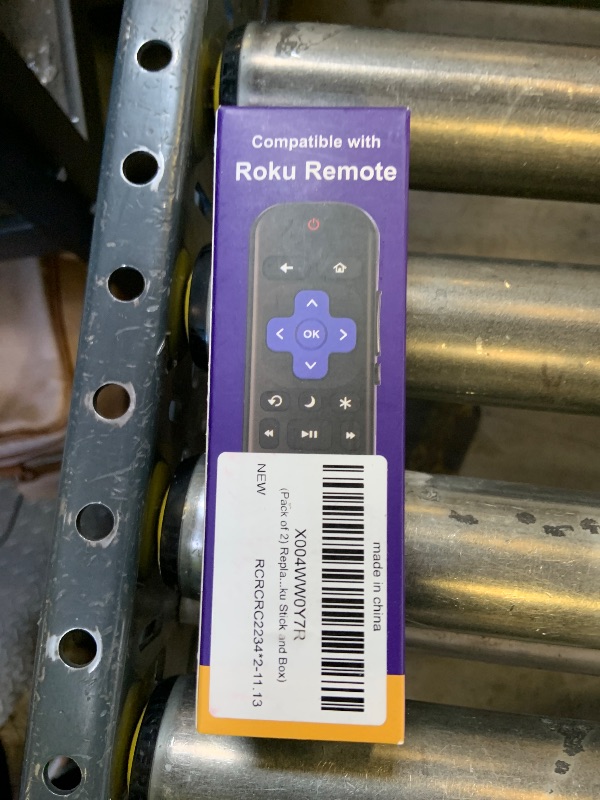 Compatible with
Roku Remote
OK
made in china
X004WW0Y7R
(Pack of 2) Repla...ku Stick and Box)
NEW
RCRCRC2234*2-11.13